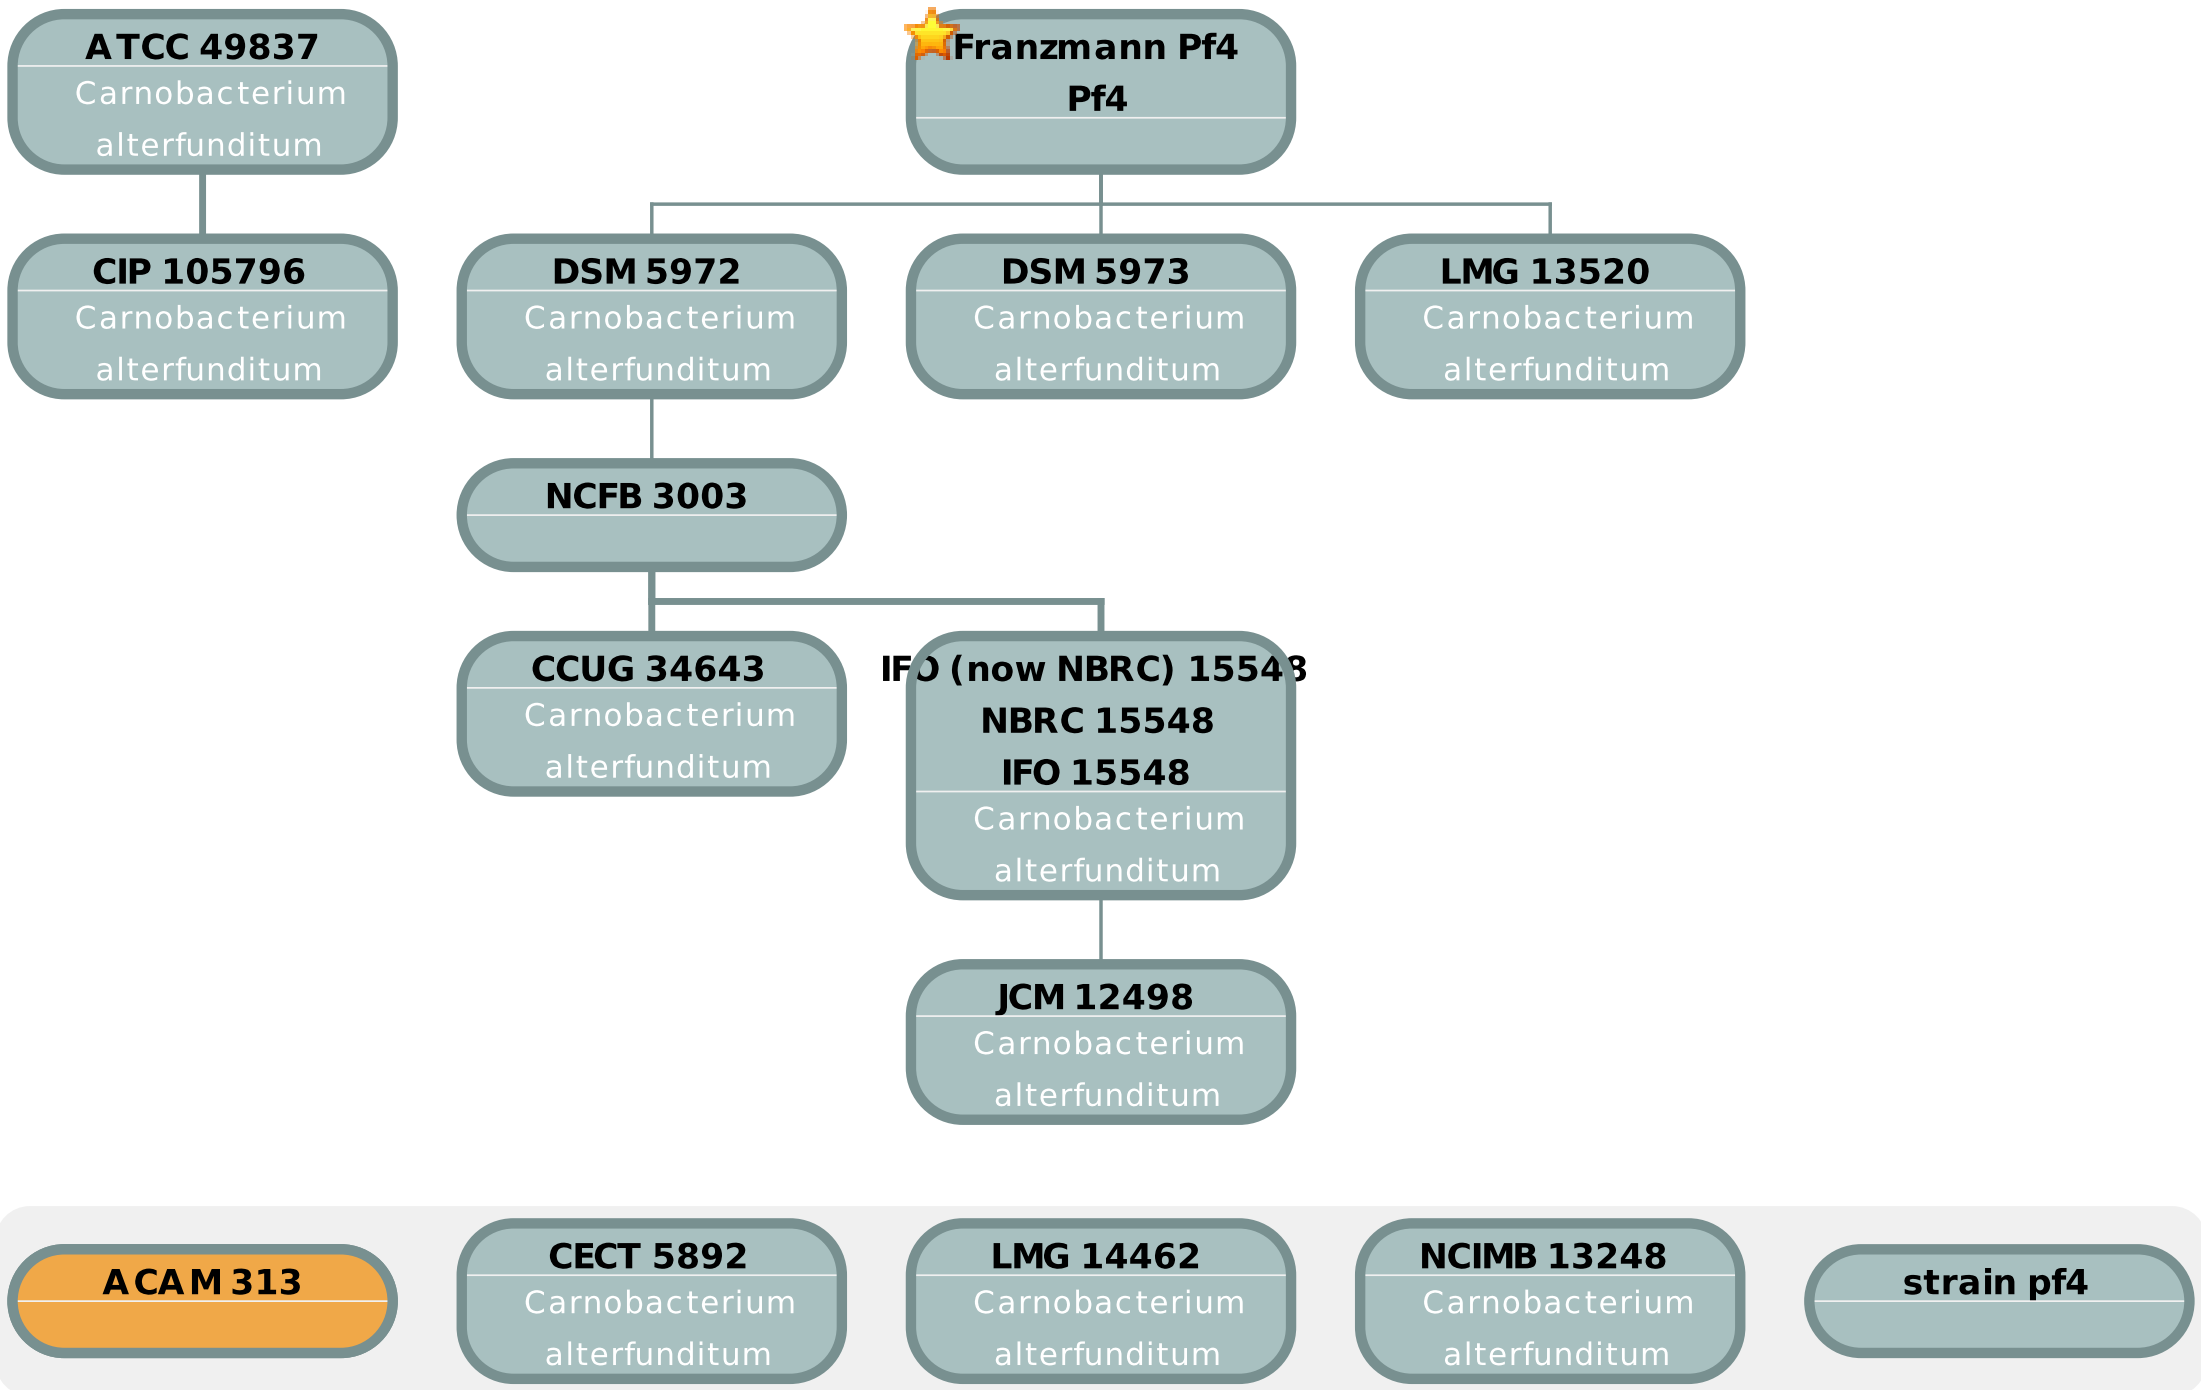 ATCC 49837
Carnobacterium
alterfunditum
Franzmann Pf4
Pf4
CIP 105796
Carnobacterium
alterfunditum
DSM 5972
Carnobacterium
alterfunditum
DSM 5973
Carnobacterium
alterfunditum
LMG 13520
Carnobacterium
alterfunditum
NCFB 3003
CCUG 34643
Carnobacterium
alterfunditum
IFO (now NBRC) 15548
NBRC 15548
IFO 15548
Carnobacterium
alterfunditum
JCM 12498
Carnobacterium
alterfunditum
ACAM 313
CECT 5892
Carnobacterium
alterfunditum
LMG 14462
Carnobacterium
alterfunditum
NCIMB 13248
Carnobacterium
alterfunditum
strain pf4